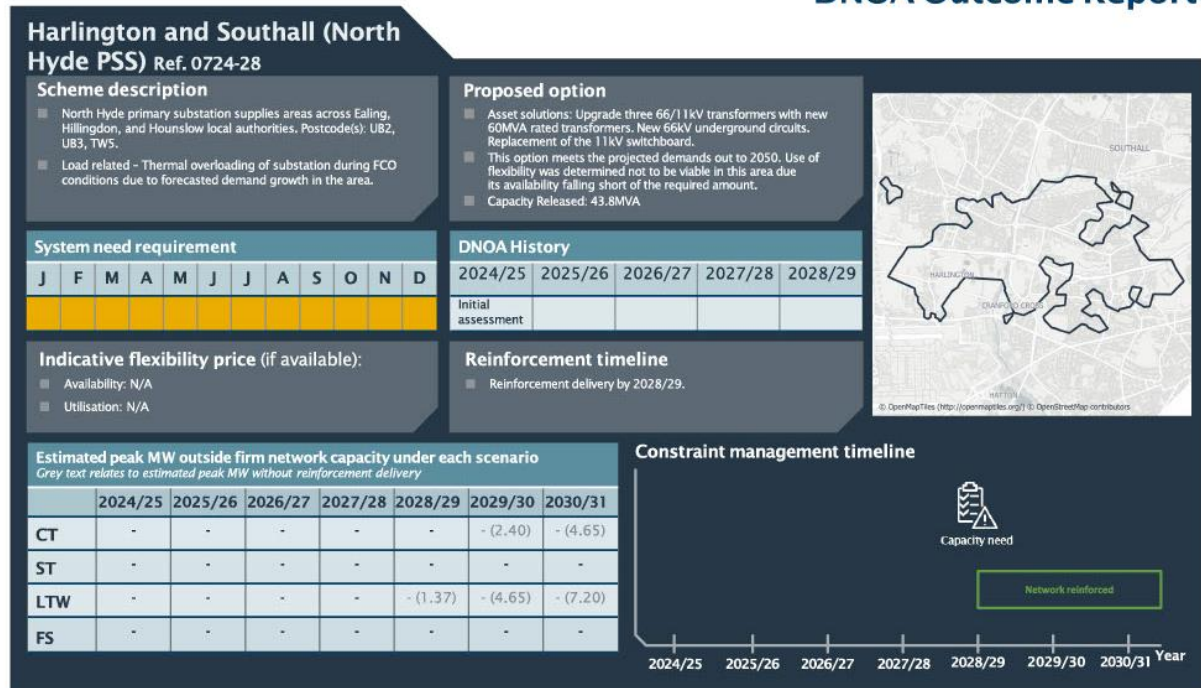 DNOA Outcome Report
Harlington and Southall (North
Hyde PSS) Ref. 0724-28
Scheme description
North Hyde primary substation supplies areas across Ealing,
Hillingdon, and Hounslow local authorities. Postcode(s): UB2,
UB3, TW5.
Load related – Thermal overloading of substation during FCO
conditions due to forecasted demand growth in the area.
Proposed option
Asset solutions: Upgrade three 66/11kV transformers with new
60MVA rated transformers. New 66kV underground circuits.
Replacement of the 11kV switchboard.
This option meets the projected demands out to 2050. Use of
flexibility was determined not to be viable in this area due
its availability falling short of the required amount.
Capacity Released: 43.8MVA
SOUTHALL
HARLINGTON
CRANFORD CROSS
HATTON
© OpenMapTiles (http://openmaptiles.org/) © OpenStreetMap contributors
System need requirement
J F M A M J J A S O N D
DNOA History
2024/25 2025/26 2026/27 2027/28 2028/29
Initial
assessment
Indicative flexibility price (if available):
Availability: N/A
Utilisation: N/A
Reinforcement timeline
Reinforcement delivery by 2028/29.
Estimated peak MW outside firm network capacity under each scenario
Grey text relates to estimated peak MW without reinforcement delivery
2024/25 2025/26 2026/27 2027/28 2028/29 2029/30 2030/31
CT - - - - - - (2.40) - (4.65)
ST - - - - - - -
LTW - - - - - (1.37) - (4.65) - (7.20)
FS - - - - - - -
Constraint management timeline
Capacity need
Network reinforced
2024/25 2025/26 2026/27 2027/28 2028/29 2029/30 2030/31 Year